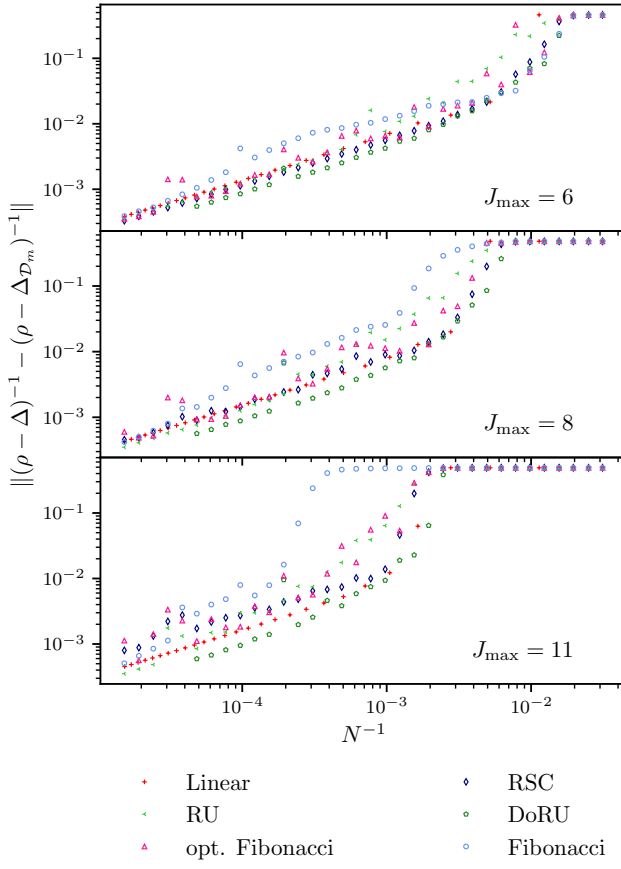 10⁻¹
10⁻²
10⁻³
J_max = 6
10⁻¹
10⁻²
10⁻³
J_max = 8
10⁻¹
10⁻²
10⁻³
J_max = 11
||(ρ − Δ)⁻¹ − (ρ − Δ_{𝒟_m})⁻¹||
10⁻⁴ 10⁻³ 10⁻²
N⁻¹
Linear RSC
RU DoRU
opt. Fibonacci Fibonacci